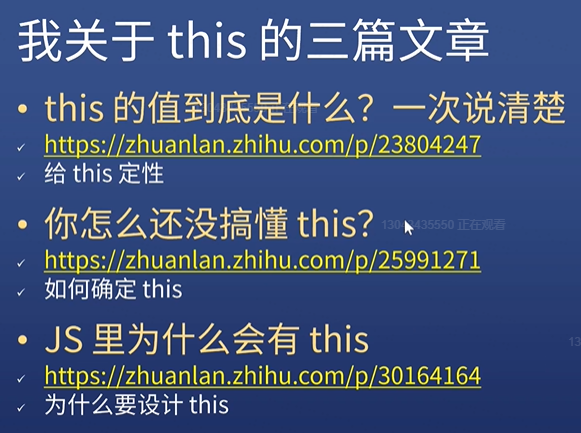 我关于 this 的三篇文章
• this 的值到底是什么？一次说清楚
✓ https://zhuanlan.zhihu.com/p/23804247
✓ 给 this 定性
• 你怎么还没搞懂 this？
正在观看
✓ https://zhuanlan.zhihu.com/p/25991271
✓ 如何确定 this
• JS 里为什么会有 this
✓ https://zhuanlan.zhihu.com/p/30164164
✓ 为什么要设计 this